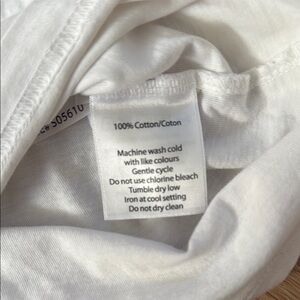 S05610
100% Cotton/Coton
Machine wash cold
with like colours
Gentle cycle
Do not use chlorine bleach
Tumble dry low
Iron at cool setting
Do not dry clean